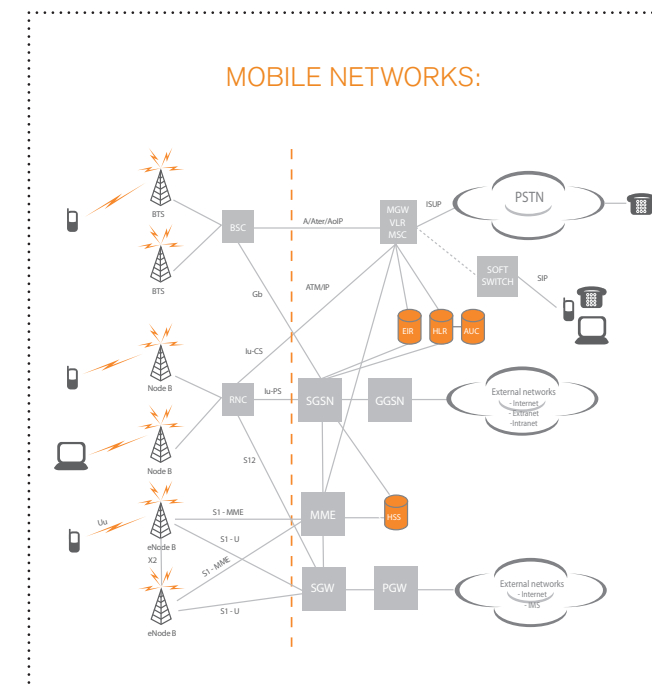 MOBILE NETWORKS:
BTS
BSC
A/Ater/AoIP
MGW
VLR
MSC
ISUP
PSTN
BTS
Gb
ATM/IP
SOFT
SWITCH
SIP
EIR
HLR
AUC
Iu-CS
Node B
RNC
Iu-PS
SGSN
GGSN
External networks
- Internet
- Extranet
-Intranet
Node B
S12
Uu
S1 - MME
MME
HSS
eNode B
S1 - U
X2
S1 - MME
SGW
PGW
External networks
- Internet
- IMS
S1 - U
eNode B